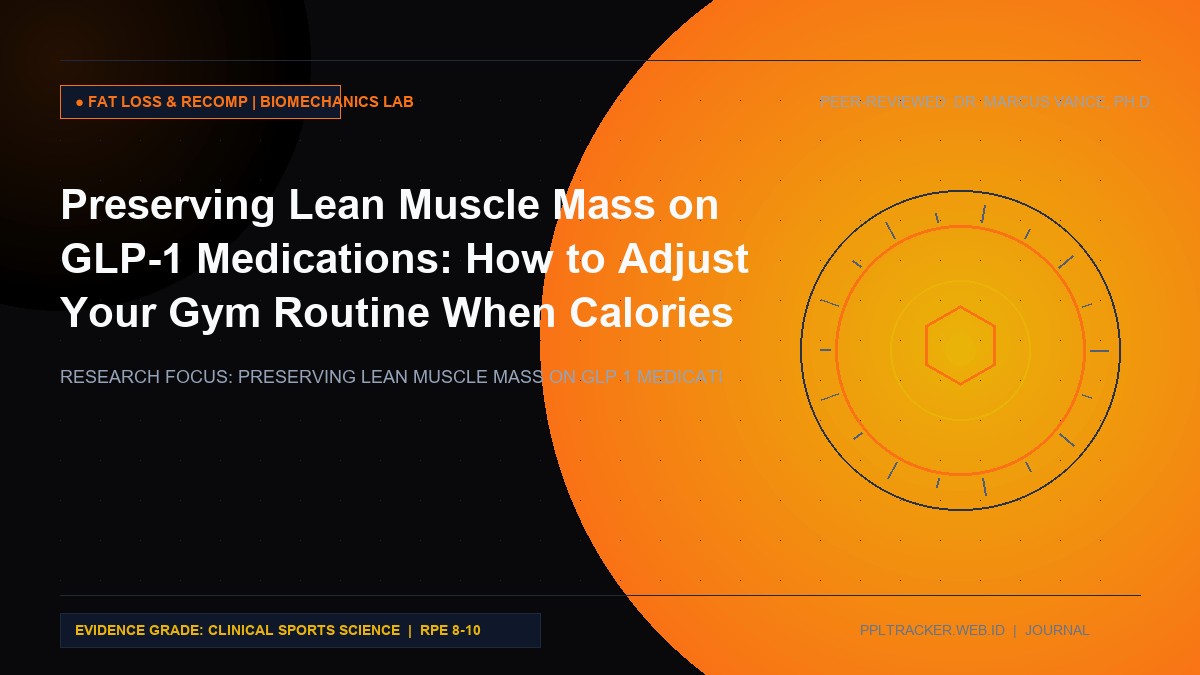 ● FAT LOSS & RECOMP | BIOMECHANICS LAB
PEER-REVIEWED: DR. MARCUS VANCE, PH.D
Preserving Lean Muscle Mass on
GLP-1 Medications: How to Adjust
Your Gym Routine When Calories
RESEARCH FOCUS: PRESERVING LEAN MUSCLE MASS ON GLP 1 MEDICATI
EVIDENCE GRADE: CLINICAL SPORTS SCIENCE | RPE 8-10
PPLTRACKER.WEB.ID | JOURNAL